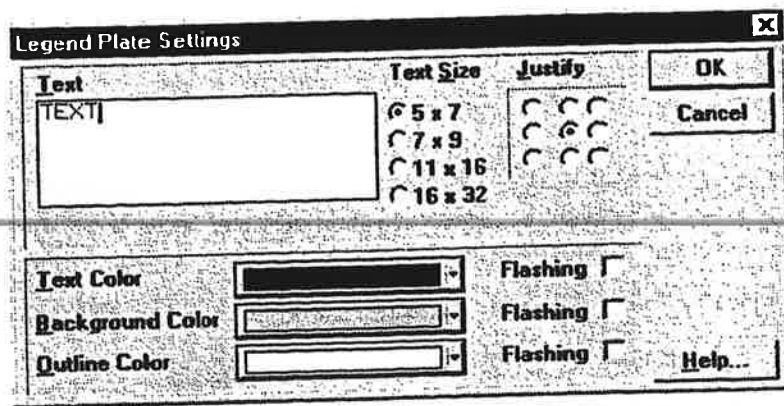 Legend Plate Settings
Text
TEXT
Text Size
5 x 7
7 x 9
11 x 16
16 x 32
Justify
OK
Cancel
Text Color
Flashing
Background Color
Flashing
Outline Color
Flashing
Help...